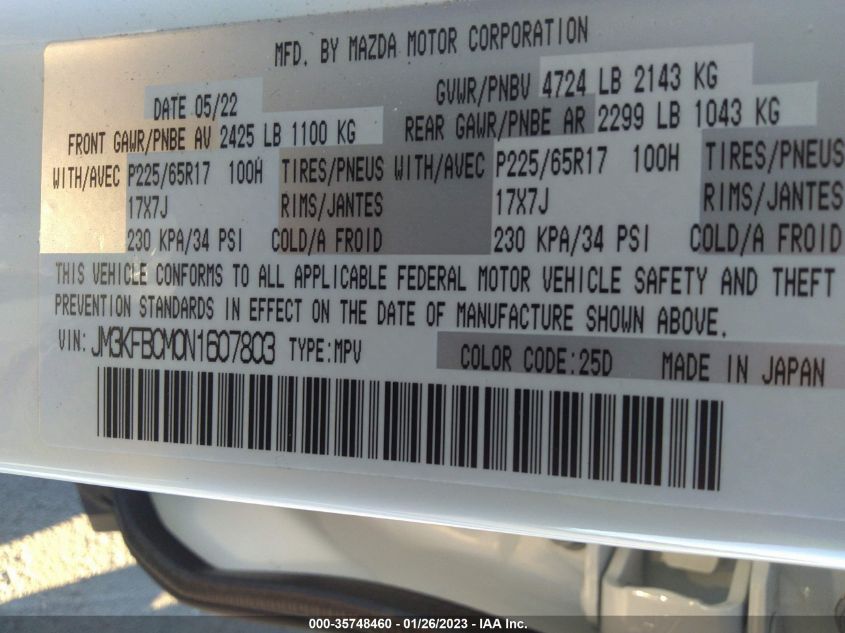 MFD. BY MAZDA MOTOR CORPORATION
DATE 05/22 GVWR/PNBV 4724 LB 2143 KG
FRONT GAWR/PNBE AV 2425 LB 1100 KG REAR GAWR/PNBE AR 2299 LB 1043 KG
WITH/AVEC P225/65R17 100H TIRES/PNEUS WITH/AVEC P225/65R17 100H TIRES/PNEUS
17X7J RIMS/JANTES 17X7J RIMS/JANTES
230 KPA/34 PSI COLD/A FROID 230 KPA/34 PSI COLD/A FROID
THIS VEHICLE CONFORMS TO ALL APPLICABLE FEDERAL MOTOR VEHICLE SAFETY AND THEFT
PREVENTION STANDARDS IN EFFECT ON THE DATE OF MANUFACTURE SHOWN ABOVE.
VIN: JM3KFBCM0N1607803 TYPE:MPV COLOR CODE:25D MADE IN JAPAN
000-35748460 - 01/26/2023 - IAA Inc.